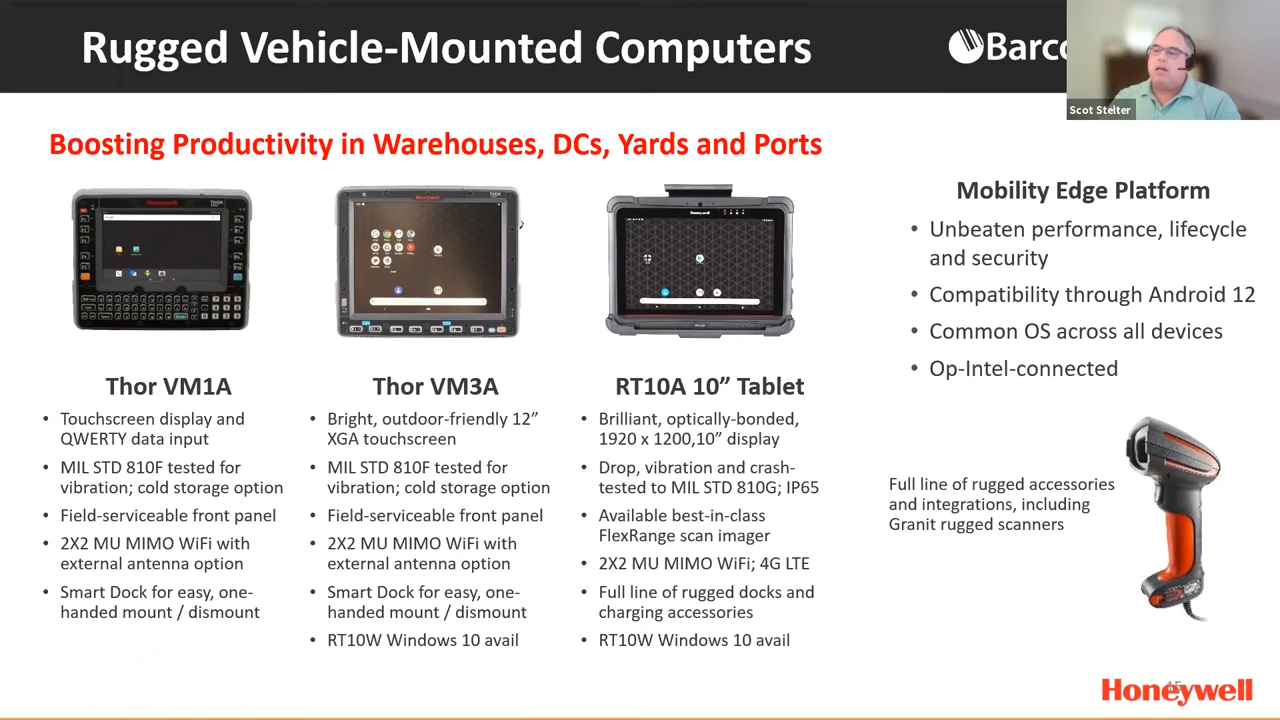 Rugged Vehicle-Mounted Computers
Barco
Scot Stelter
Boosting Productivity in Warehouses, DCs, Yards and Ports
Honeywell
THOR
Honeywell
THOR
Honeywell
Thor VM1A
• Touchscreen display and
QWERTY data input
• MIL STD 810F tested for
vibration; cold storage option
• Field-serviceable front panel
• 2X2 MU MIMO WiFi with
external antenna option
• Smart Dock for easy, one-
handed mount / dismount
Thor VM3A
• Bright, outdoor-friendly 12”
XGA touchscreen
• MIL STD 810F tested for
vibration; cold storage option
• Field-serviceable front panel
• 2X2 MU MIMO WiFi with
external antenna option
• Smart Dock for easy, one-
handed mount / dismount
• RT10W Windows 10 avail
RT10A 10” Tablet
• Brilliant, optically-bonded,
1920 x 1200,10” display
• Drop, vibration and crash-
tested to MIL STD 810G; IP65
• Available best-in-class
FlexRange scan imager
• 2X2 MU MIMO WiFi; 4G LTE
• Full line of rugged docks and
charging accessories
• RT10W Windows 10 avail
Mobility Edge Platform
• Unbeaten performance, lifecycle
and security
• Compatibility through Android 12
• Common OS across all devices
• Op-Intel-connected
Full line of rugged accessories
and integrations, including
Granit rugged scanners
Honeywell
15